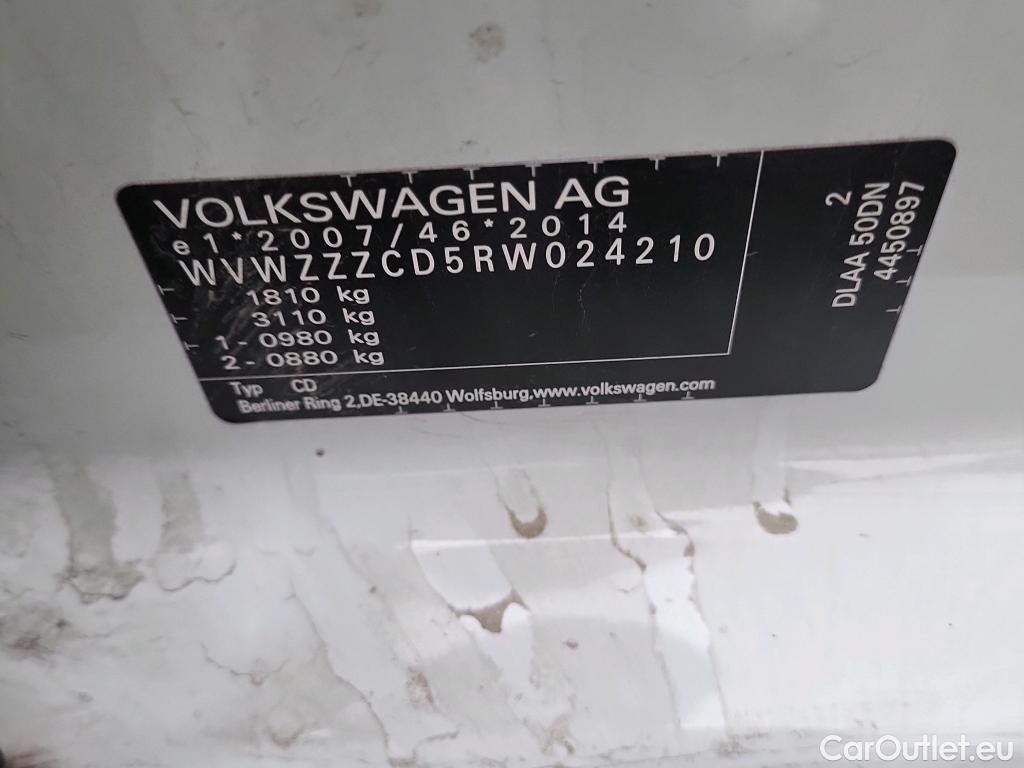 VOLKSWAGEN AG
e1*2007/46*2014
WVWZZZCD5RW024210
1810 kg
3110 kg
1 - 0980 kg
2 - 0880 kg
Typ CD
Berliner Ring 2,DE-38440 Wolfsburg.www.volkswagen.com
2
DLAA 50DN
4450897
CarOutlet.eu